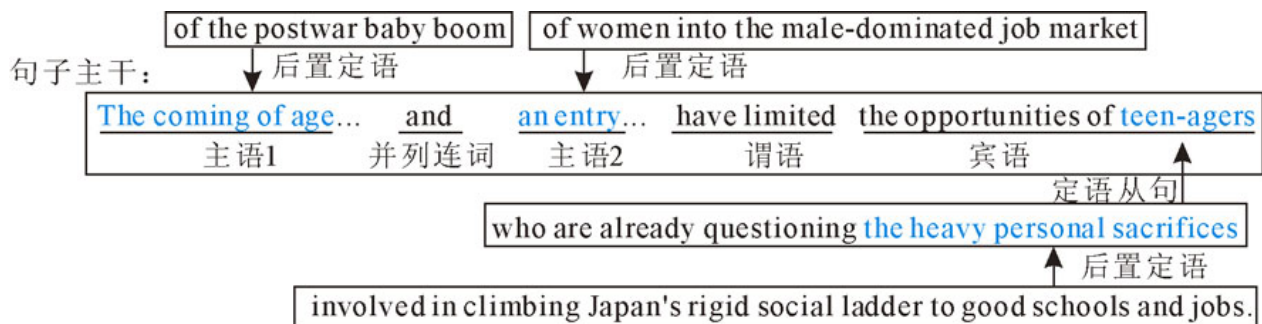 of the postwar baby boom of women into the male-dominated job market
句子主干： 后置定语 后置定语
The coming of age... and an entry... have limited the opportunities of teen-agers
主语1 并列连词 主语2 谓语 宾语
定语从句
who are already questioning the heavy personal sacrifices
后置定语
involved in climbing Japan's rigid social ladder to good schools and jobs.